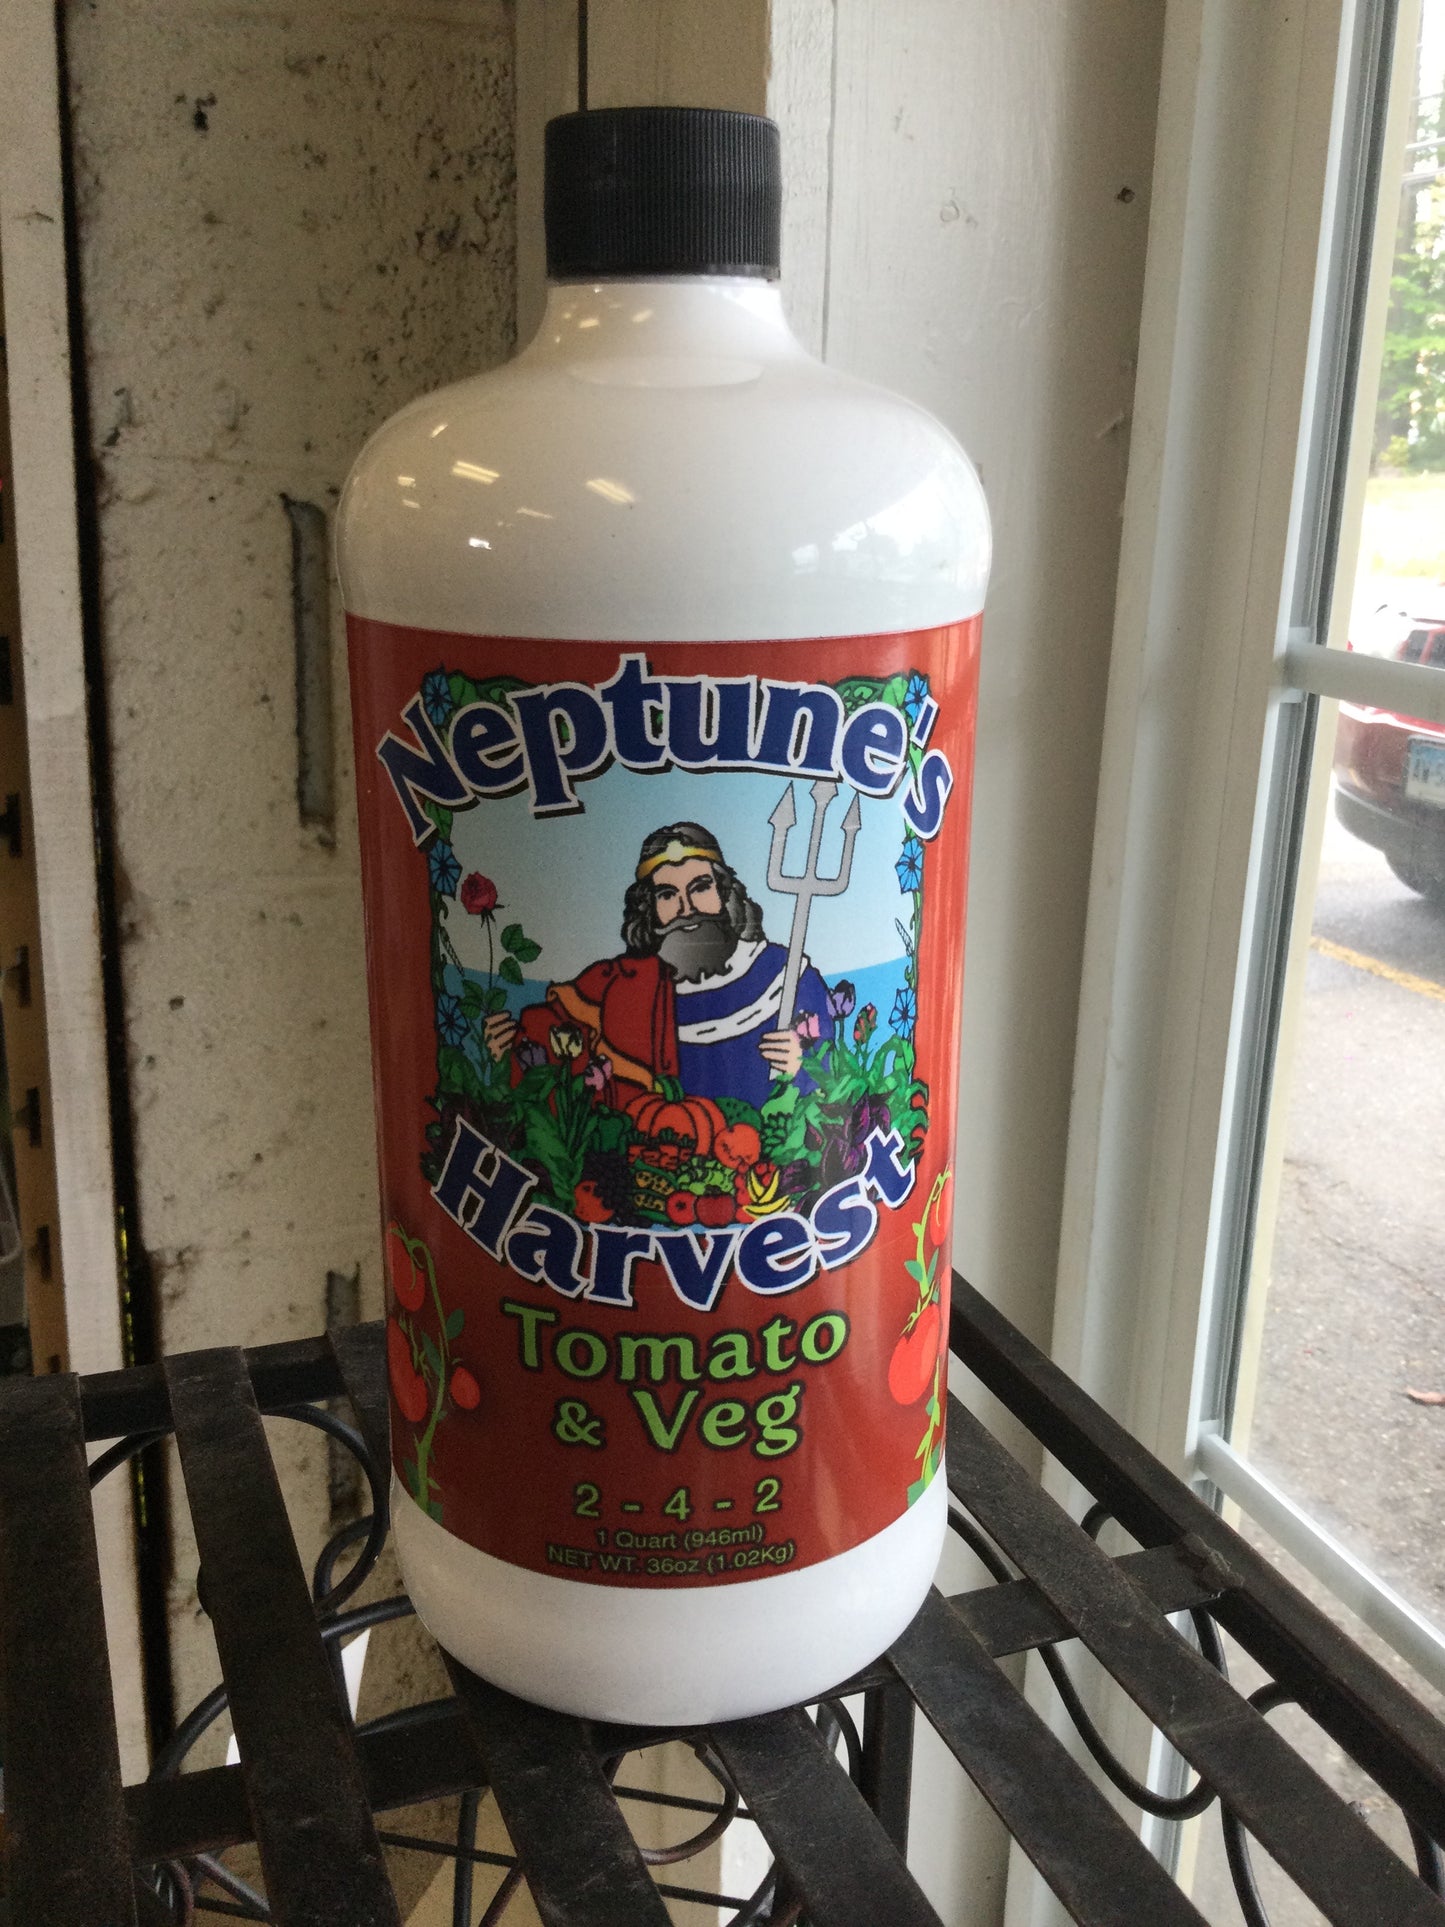 Neptune's
Harvest
Tomato
& Veg
2 - 4 - 2
1 Quart (946ml)
NET WT. 36oz (1.02Kg)